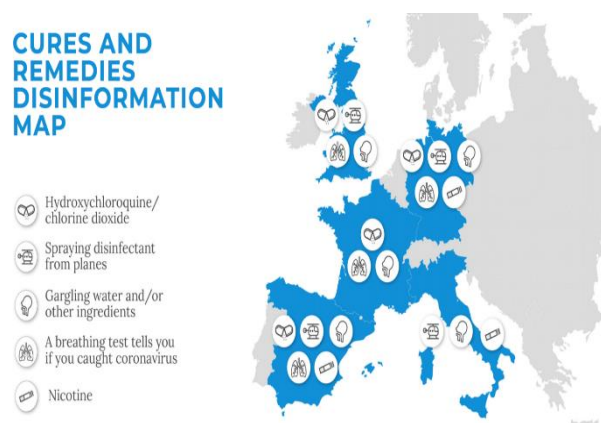 CURES AND
REMEDIES
DISINFORMATION
MAP
Hydroxychloroquine/
chlorine dioxide
Spraying disinfectant
from planes
Gargling water and/or
other ingredients
A breathing test tells you
if you caught coronavirus
Nicotine